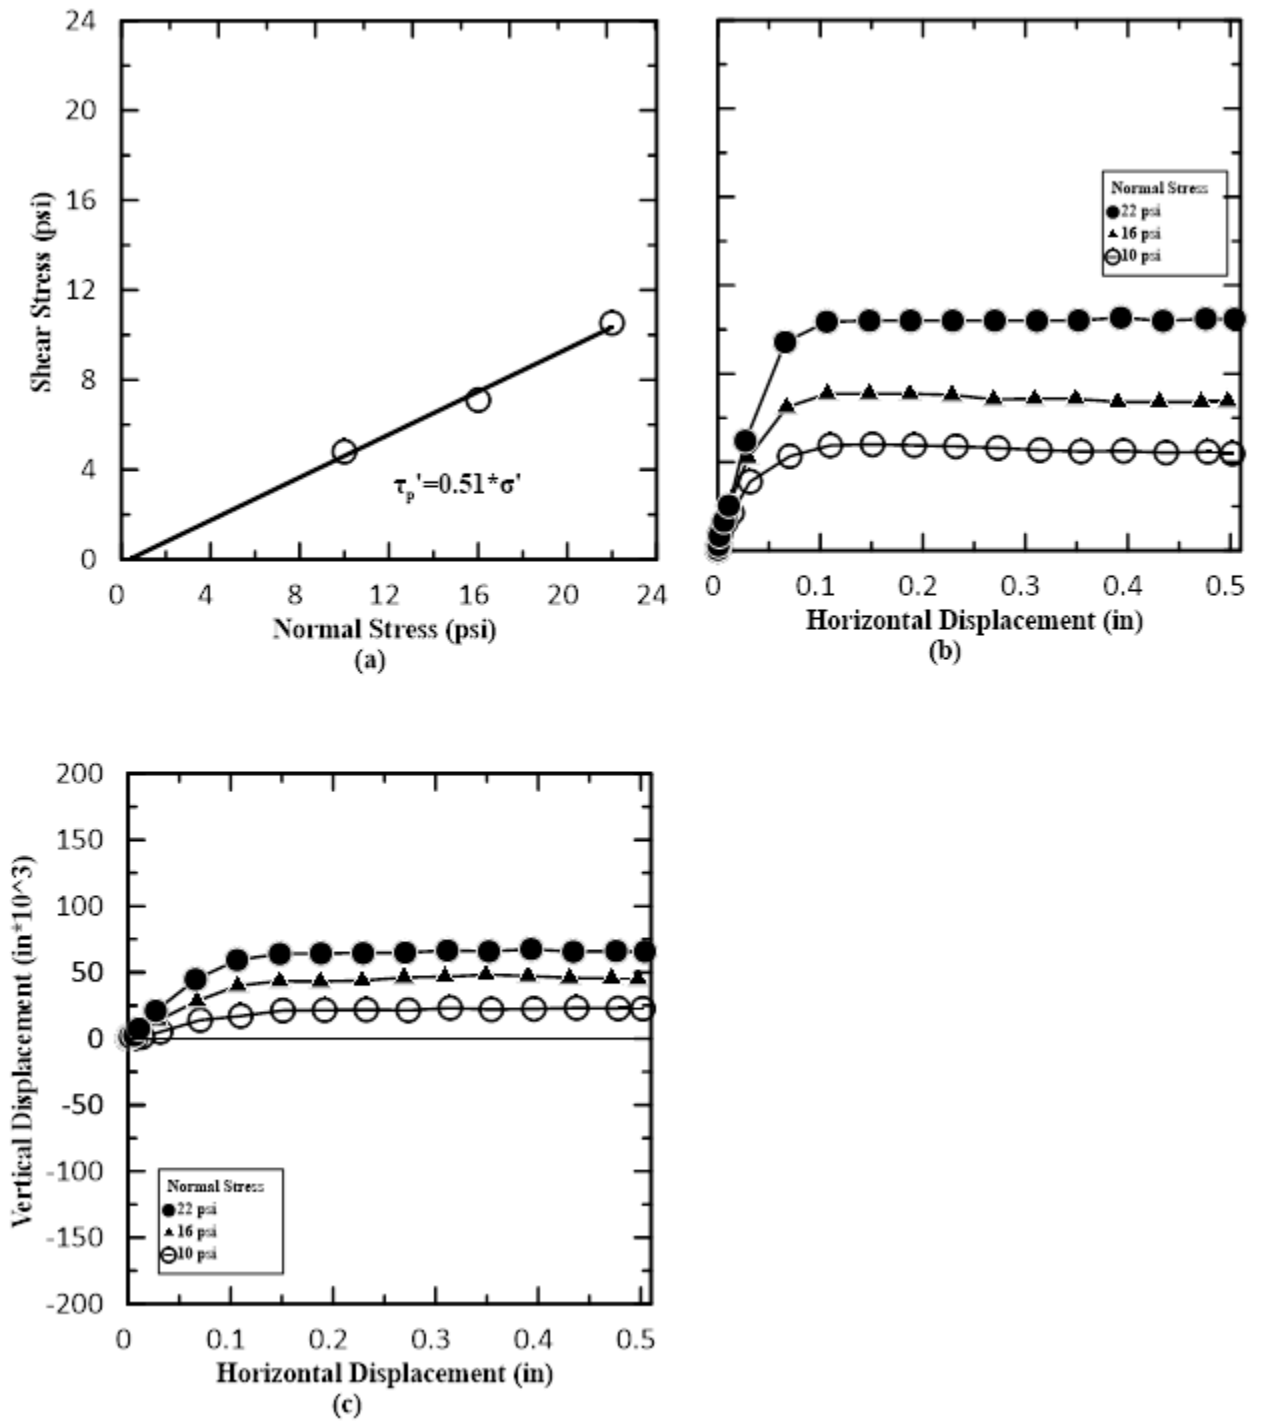 24
20
16
12
8
4
0
Shear Stress (psi)
τp'=0.51*σ'
0 4 8 12 16 20 24
Normal Stress (psi)
(a)
Normal Stress
22 psi
16 psi
10 psi
0 0.1 0.2 0.3 0.4 0.5
Horizontal Displacement (in)
(b)
200
150
100
50
0
-50
-100
-150
-200
Vertical Displacement (in*10^3)
Normal Stress
22 psi
16 psi
10 psi
0 0.1 0.2 0.3 0.4 0.5
Horizontal Displacement (in)
(c)